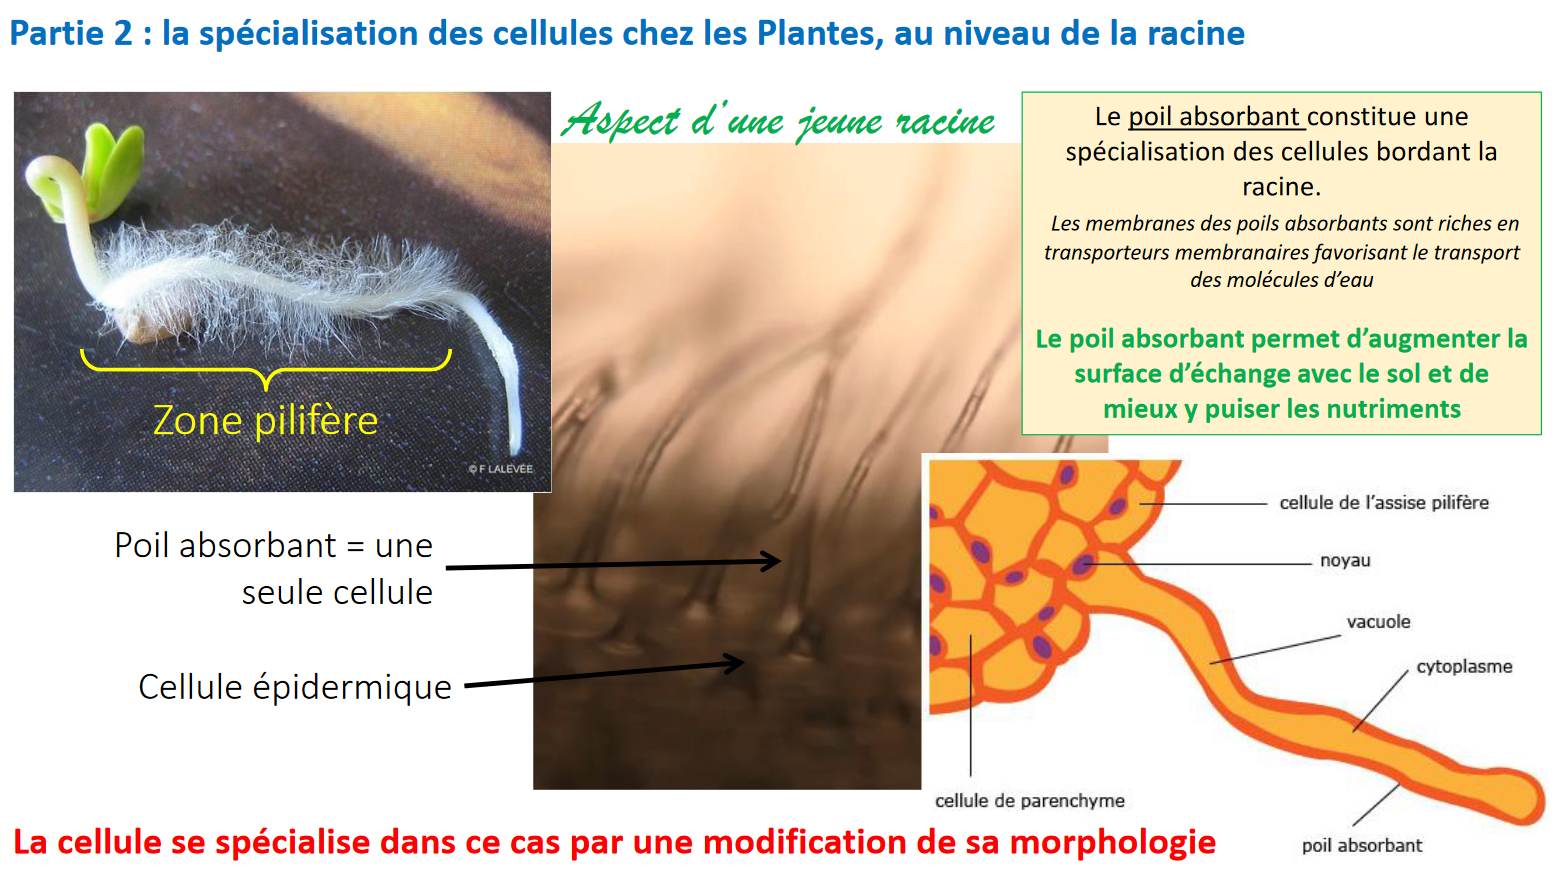 Partie 2 : la spécialisation des cellules chez les Plantes, au niveau de la racine
Aspect d'une jeune racine
Zone pilifère
© F LALEVÉE
Le poil absorbant constitue une
spécialisation des cellules bordant la
racine.
Les membranes des poils absorbants sont riches en
transporteurs membranaires favorisant le transport
des molécules d'eau
Le poil absorbant permet d'augmenter la
surface d'échange avec le sol et de
mieux y puiser les nutriments
Poil absorbant = une
seule cellule
Cellule épidermique
cellule de l'assise pilifère
noyau
vacuole
cytoplasme
cellule de parenchyme
poil absorbant
La cellule se spécialise dans ce cas par une modification de sa morphologie